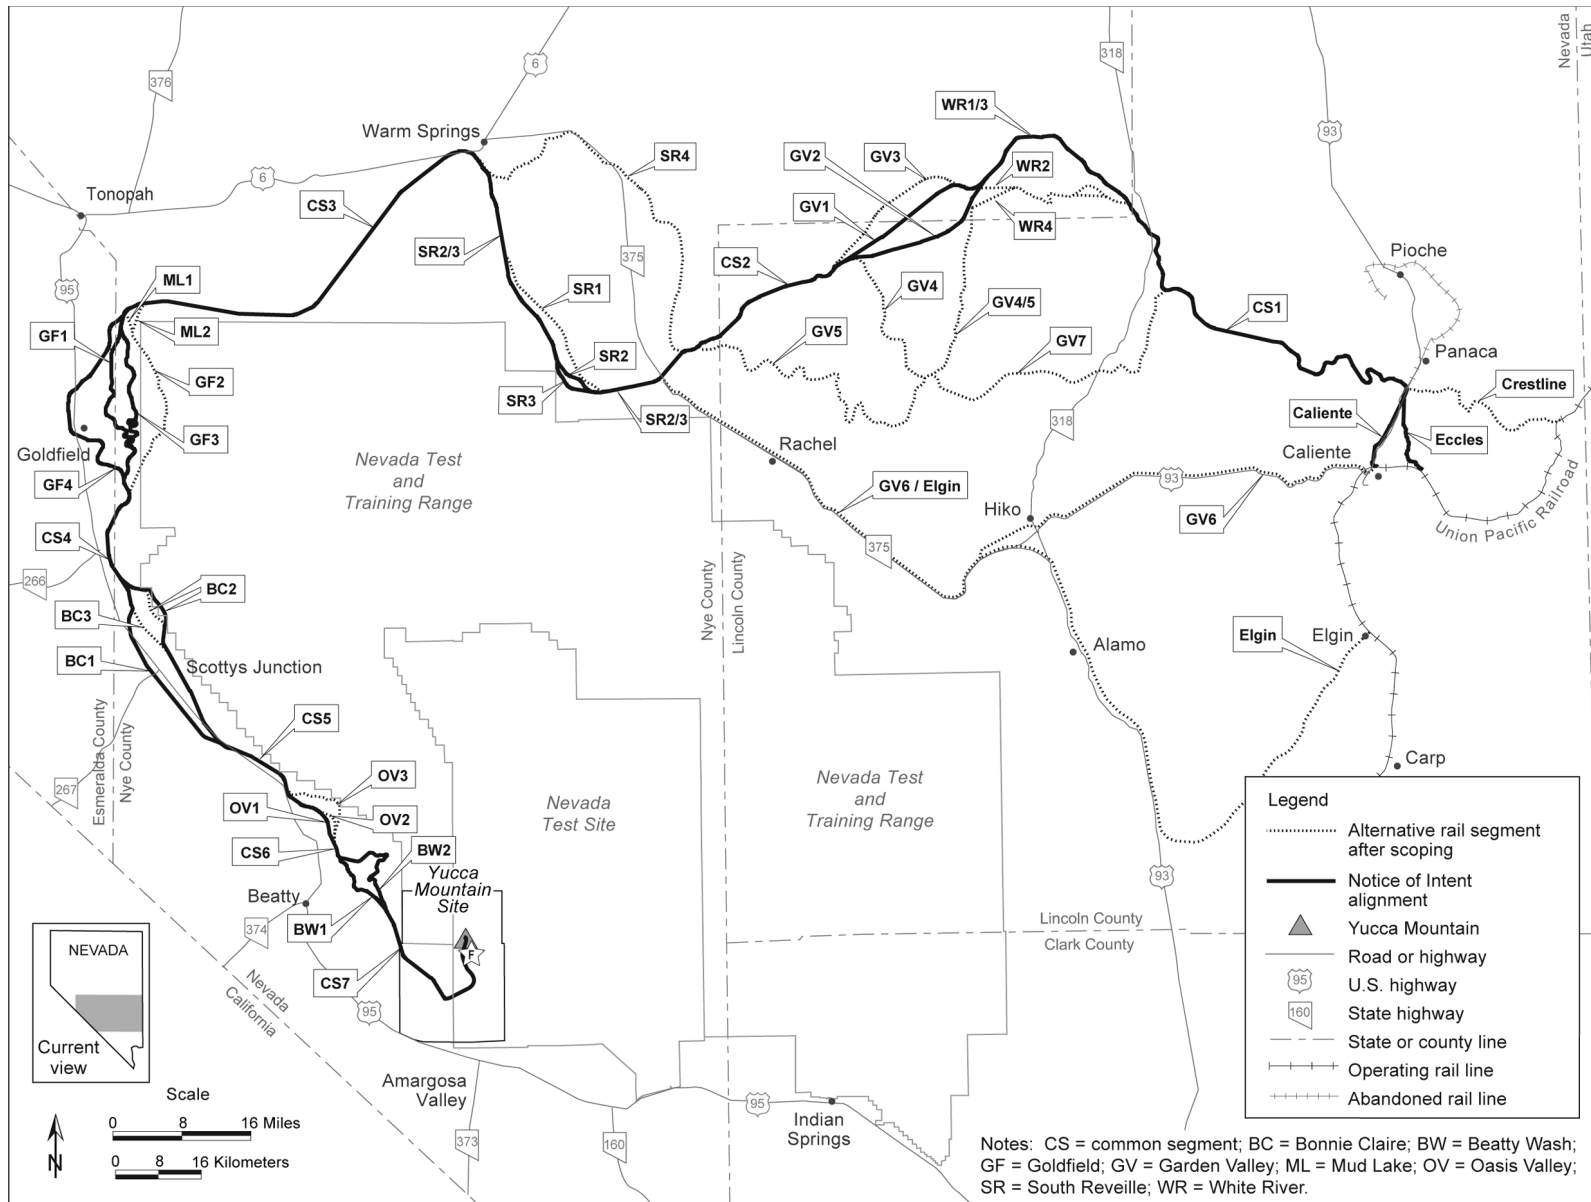 Nevada
Utah
318
6
376
93
WR1/3
Warm Springs
SR4
GV2
GV3
WR2
6
Tonopah
CS3
GV1
WR4
SR2/3
375
CS2
Pioche
95
ML1
SR1
GV4
GV4/5
CS1
GF1
ML2
GV5
GV7
Panaca
SR2
GF2
Crestline
SR3
SR2/3
Caliente
318
GF3
Eccles
Goldfield
Rachel
Caliente
Nevada Test
and
Training Range
GF4
GV6 / Elgin
93
Union Pacific Railroad
Hiko
GV6
CS4
375
266
BC2
Nye County
Lincoln County
BC3
Elgin
Elgin
Alamo
BC1
Scottys Junction
CS5
Esmeralda County
Nye County
Carp
OV3
267
Nevada Test
and
Training Range
Nevada
Test Site
OV1
OV2
CS6
BW2
Yucca
Mountain
Site
93
Beatty
374
BW1
Lincoln County
Clark County
F
CS7
Nevada
California
95
NEVADA
Current
view
Amargosa
Valley
Scale
0 8 16 Miles
0 8 16 Kilometers
N
373
160
95
Indian
Springs
Legend
Alternative rail segment
after scoping
Notice of Intent
alignment
Yucca Mountain
Road or highway
95
U.S. highway
160
State highway
State or county line
Operating rail line
Abandoned rail line
Notes: CS = common segment; BC = Bonnie Claire; BW = Beatty Wash;
GF = Goldfield; GV = Garden Valley; ML = Mud Lake; OV = Oasis Valley;
SR = South Reveille; WR = White River.